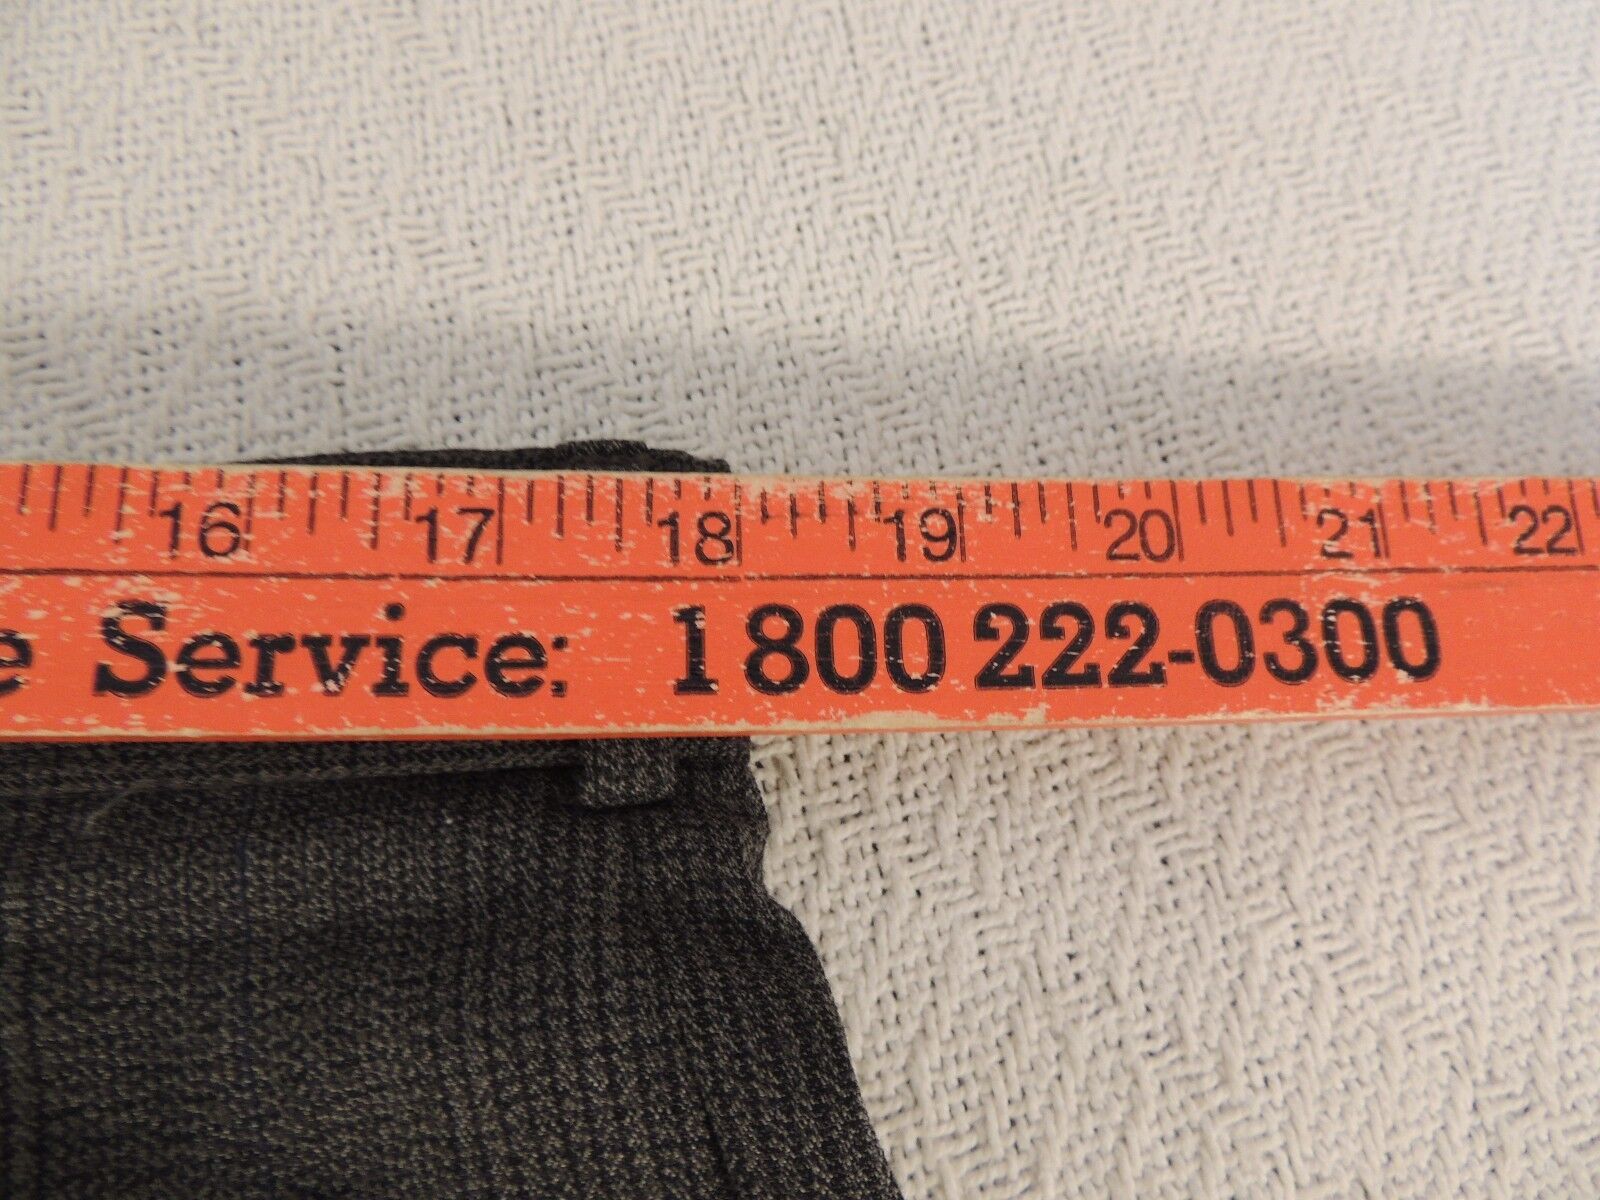 16 17 18 19 20 21 22
e Service: 1 800 222-0300